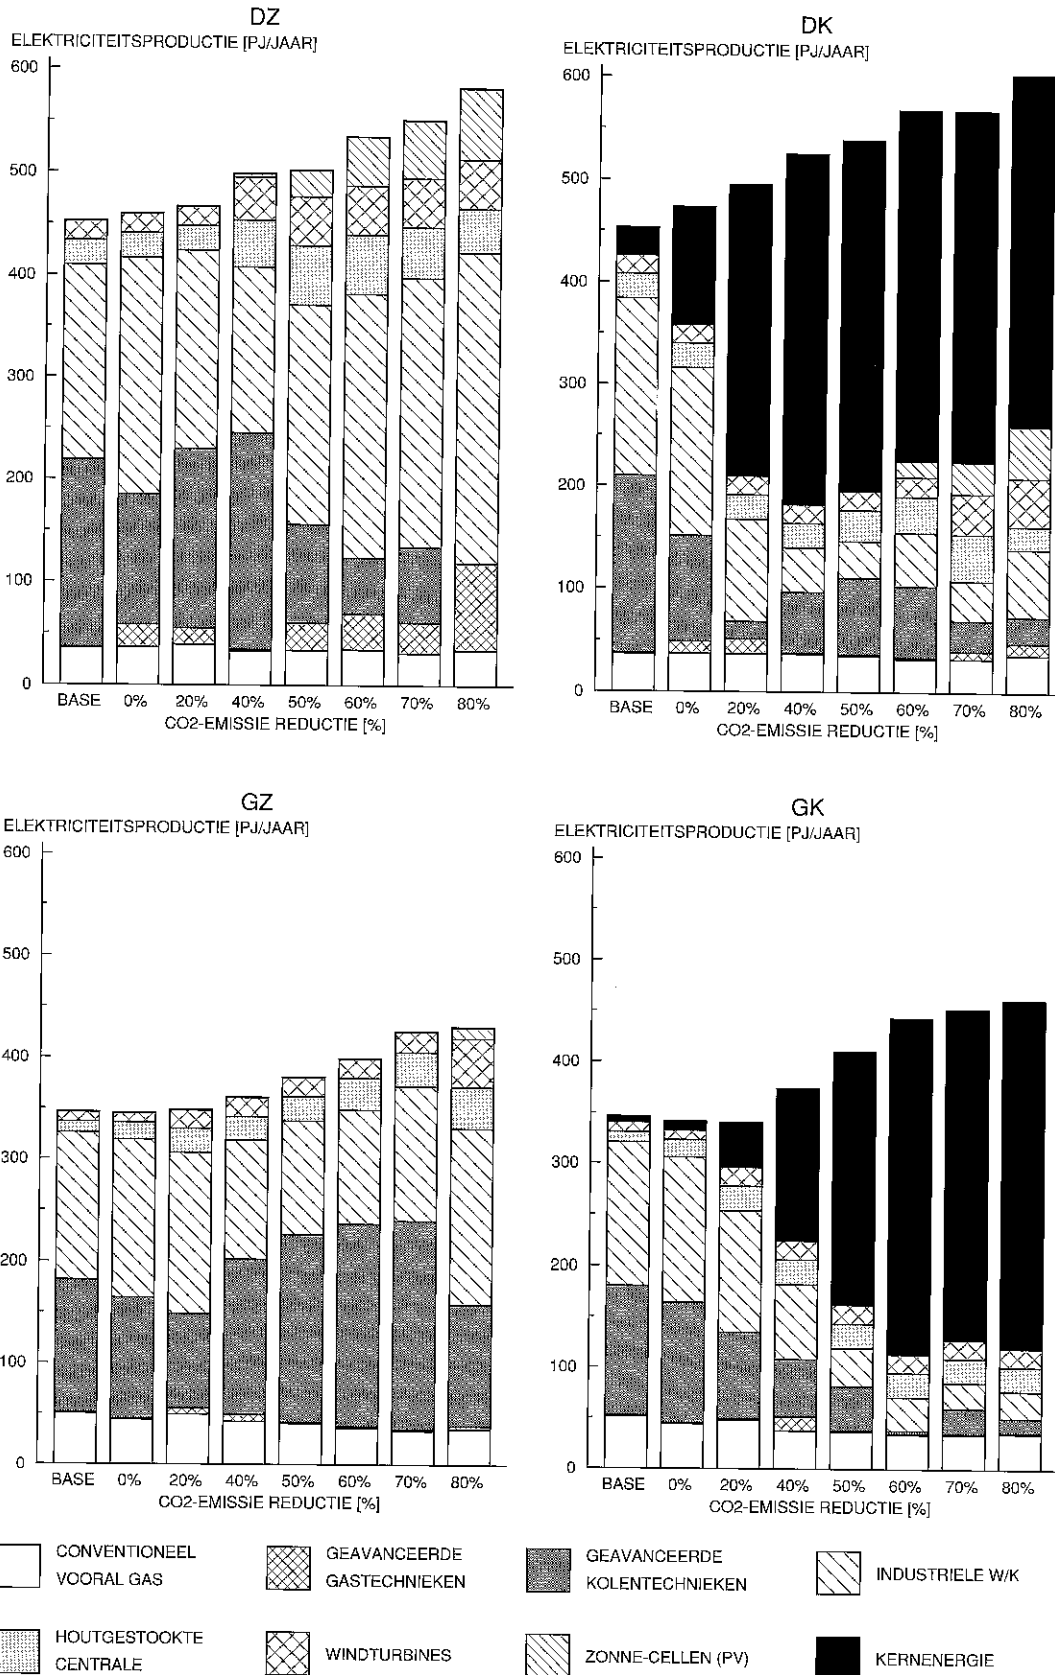 DZ
ELEKTRICITEITSPRODUCTIE [PJ/JAAR]
600
500
400
300
200
100
0
BASE 0% 20% 40% 50% 60% 70% 80%
CO2-EMISSIE REDUCTIE [%]
DK
ELEKTRICITEITSPRODUCTIE [PJ/JAAR]
600
500
400
300
200
100
0
BASE 0% 20% 40% 50% 60% 70% 80%
CO2-EMISSIE REDUCTIE [%]
GZ
ELEKTRICITEITSPRODUCTIE [PJ/JAAR]
600
500
400
300
200
100
0
BASE 0% 20% 40% 50% 60% 70% 80%
CO2-EMISSIE REDUCTIE [%]
GK
ELEKTRICITEITSPRODUCTIE [PJ/JAAR]
600
500
400
300
200
100
0
BASE 0% 20% 40% 50% 60% 70% 80%
CO2-EMISSIE REDUCTIE [%]
CONVENTIONEEL
VOORAL GAS
GEAVANCEERDE
GASTECHNIEKEN
GEAVANCEERDE
KOLENTECHNIEKEN
INDUSTRIELE W/K
HOUTGESTOOKTE
CENTRALE
WINDTURBINES
ZONNE-CELLEN (PV)
KERNENERGIE